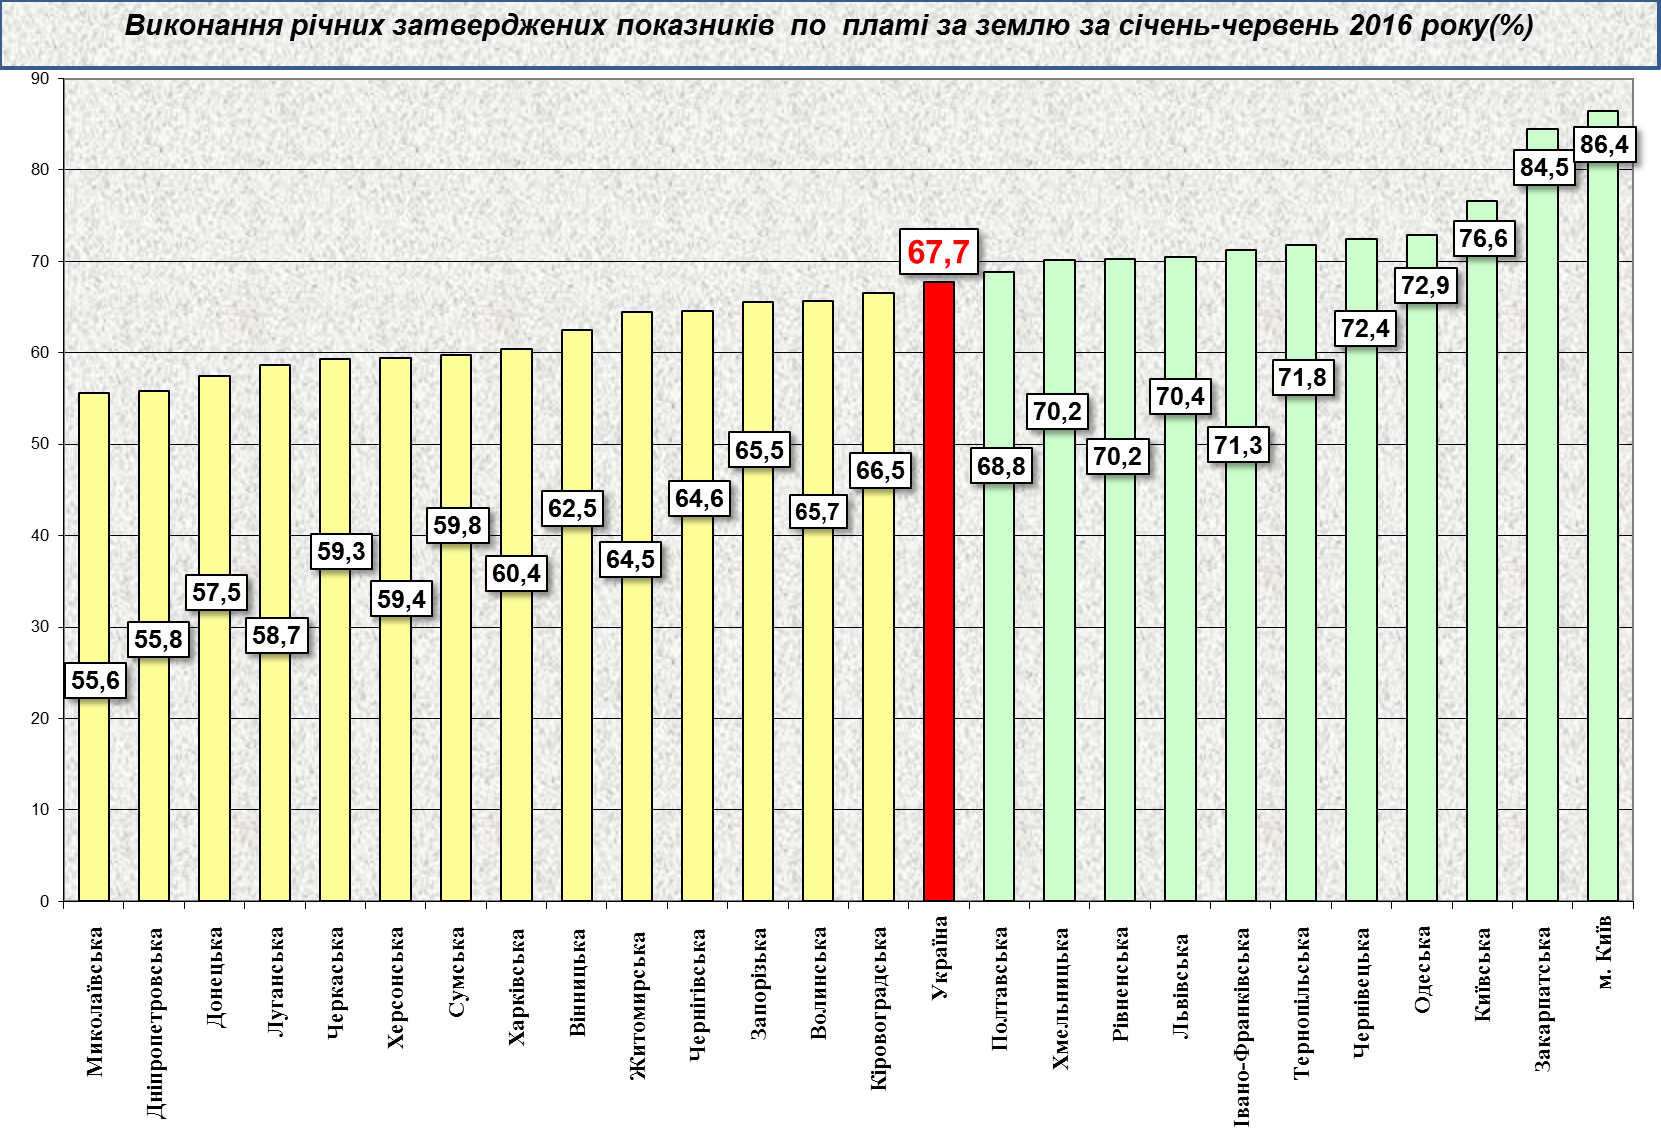 Виконання річних затверджених показників по платі за землю за січень-червень 2016 року(%)
90
80
70
60
50
40
30
20
10
0
55,6
55,8
57,5
58,7
59,3
59,4
59,8
60,4
62,5
64,5
64,6
65,5
65,7
66,5
67,7
68,8
70,2
70,2
70,4
71,3
71,8
72,4
72,9
76,6
84,5
86,4
Миколаївська
Дніпропетровська
Донецька
Луганська
Черкаська
Херсонська
Сумська
Харківська
Вінницька
Житомирська
Чернігівська
Запорізька
Волинська
Кіровоградська
Україна
Полтавська
Хмельницька
Рівненська
Львівська
Івано-Франківська
Тернопільська
Чернівецька
Одеська
Київська
Закарпатська
м. Київ